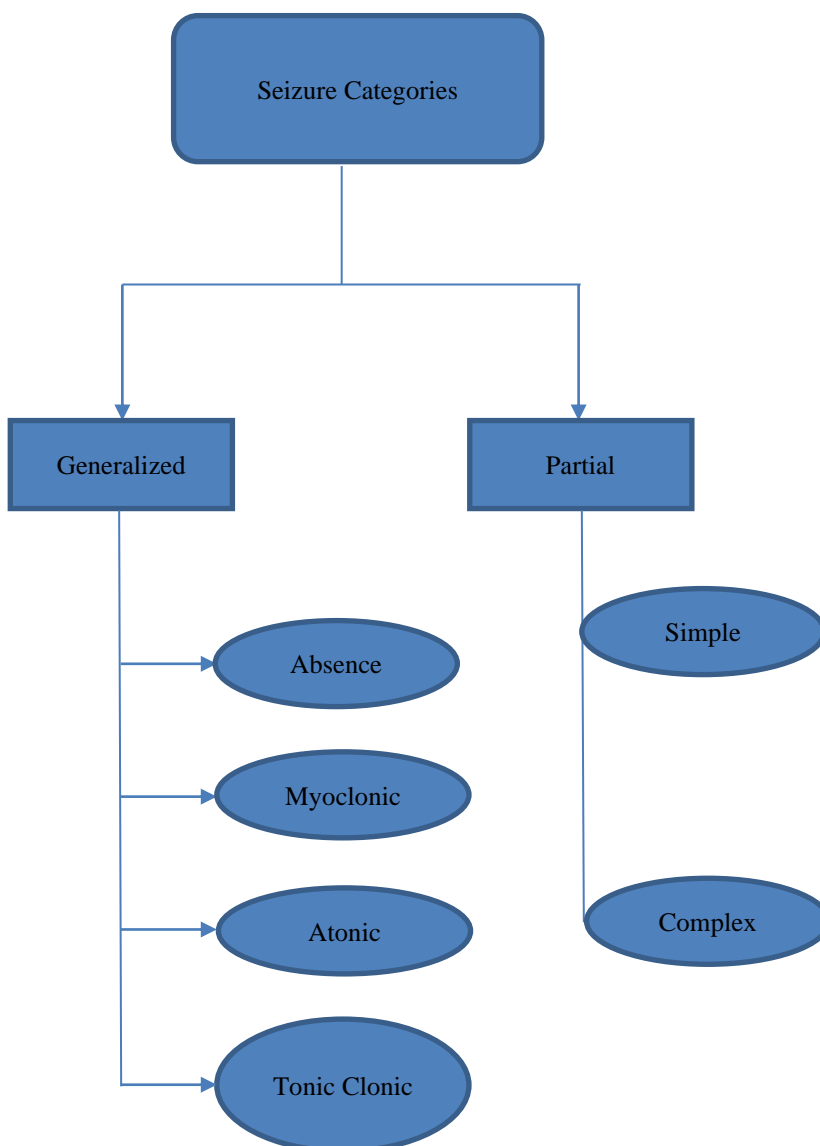 Seizure Categories
Generalized
Partial
Simple
Absence
Myoclonic
Complex
Atonic
Tonic Clonic